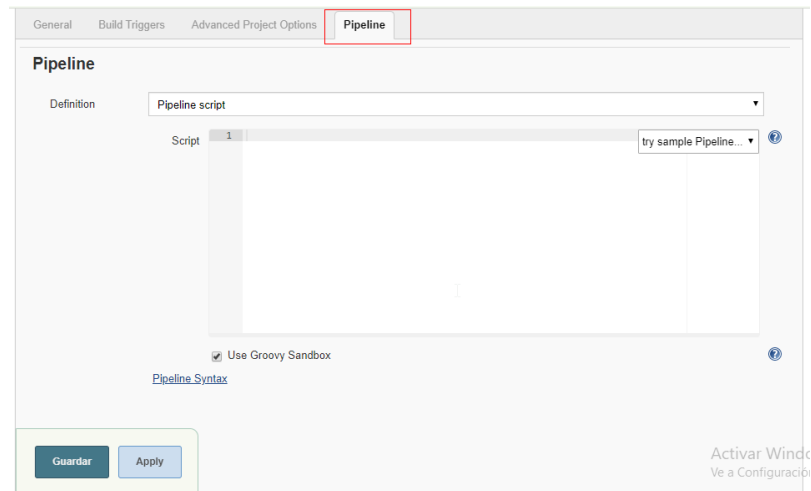 General Build Triggers Advanced Project Options Pipeline
Pipeline
Definition Pipeline script
Script 1 try sample Pipeline...
Use Groovy Sandbox
Pipeline Syntax
Guardar Apply
Activar Windo
Ve a Configuració